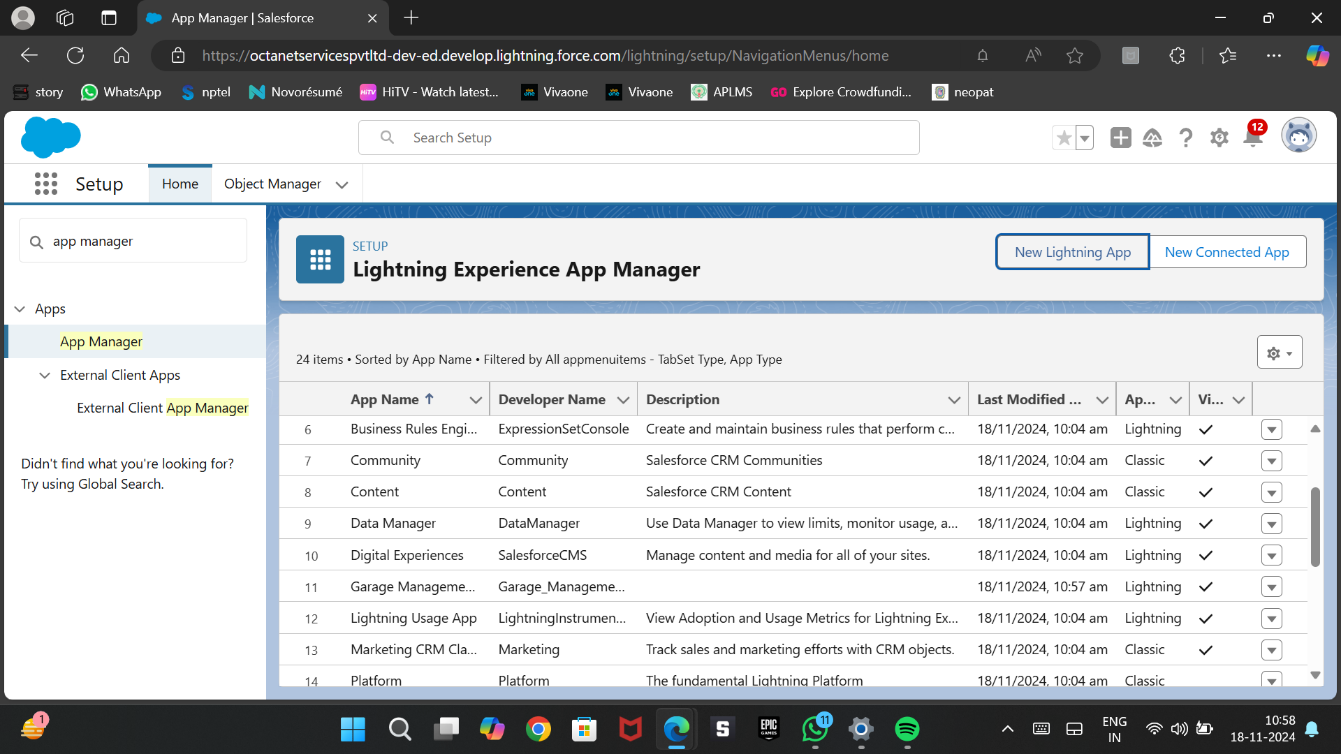 App Manager | Salesforce
https://octanetservicespvtltd-dev-ed.develop.lightning.force.com/lightning/setup/NavigationMenus/home
story WhatsApp nptel Novorésumé HiTV - Watch latest... Vivaone Vivaone APLMS GO Explore Crowdfundi... neopat
Search Setup
12
Setup Home Object Manager
app manager
Apps
App Manager
External Client Apps
External Client App Manager
Didn't find what you're looking for?
Try using Global Search.
SETUP
Lightning Experience App Manager
New Lightning App New Connected App
24 items • Sorted by App Name • Filtered by All appmenuitems - TabSet Type, App Type
App Name ↑ Developer Name Description Last Modified ... Ap... Vi...
6 Business Rules Engi... ExpressionSetConsole Create and maintain business rules that perform c... 18/11/2024, 10:04 am Lightning
7 Community Community Salesforce CRM Communities 18/11/2024, 10:04 am Classic
8 Content Content Salesforce CRM Content 18/11/2024, 10:04 am Classic
9 Data Manager DataManager Use Data Manager to view limits, monitor usage, a... 18/11/2024, 10:04 am Lightning
10 Digital Experiences SalesforceCMS Manage content and media for all of your sites. 18/11/2024, 10:04 am Lightning
11 Garage Manageme... Garage_Manageme... 18/11/2024, 10:57 am Lightning
12 Lightning Usage App LightningInstrumen... View Adoption and Usage Metrics for Lightning Ex... 18/11/2024, 10:04 am Lightning
13 Marketing CRM Cla... Marketing Track sales and marketing efforts with CRM objects. 18/11/2024, 10:04 am Classic
14 Platform Platform The fundamental Lightning Platform 18/11/2024, 10:04 am Classic
1
S
EPIC GAMES
11
ENG
IN
10:58
18-11-2024